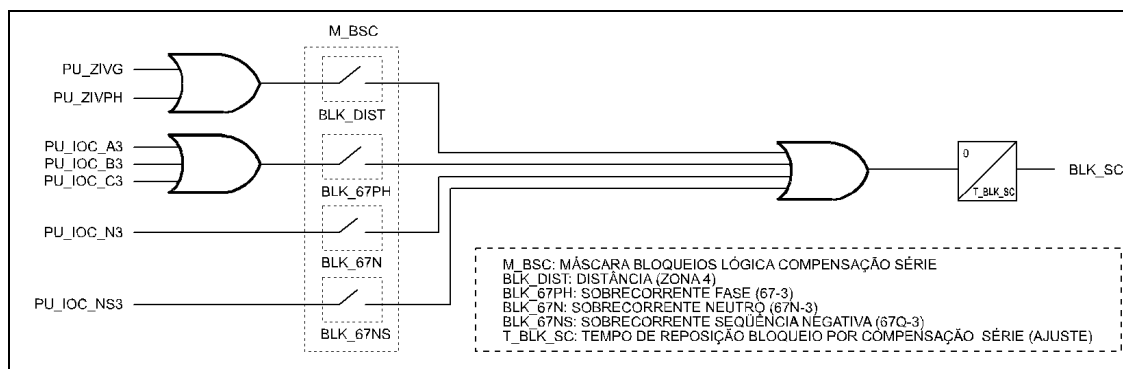 M_BSC
PU_ZIVG
PU_ZIVPH
BLK_DIST
PU_IOC_A3
PU_IOC_B3
PU_IOC_C3
BLK_67PH
PU_IOC_N3
BLK_67N
PU_IOC_NS3
BLK_67NS
0
T_BLK_SC
BLK_SC
M_BSC: MÁSCARA BLOQUEIOS LÓGICA COMPENSAÇÃO SÉRIE
BLK_DIST: DISTÂNCIA (ZONA 4)
BLK_67PH: SOBRECORRENTE FASE (67-3)
BLK_67N: SOBRECORRENTE NEUTRO (67N-3)
BLK_67NS: SOBRECORRENTE SEQÜÊNCIA NEGATIVA (67Q-3)
T_BLK_SC: TEMPO DE REPOSIÇÃO BLOQUEIO POR COMPENSAÇÃO SÉRIE (AJUSTE)